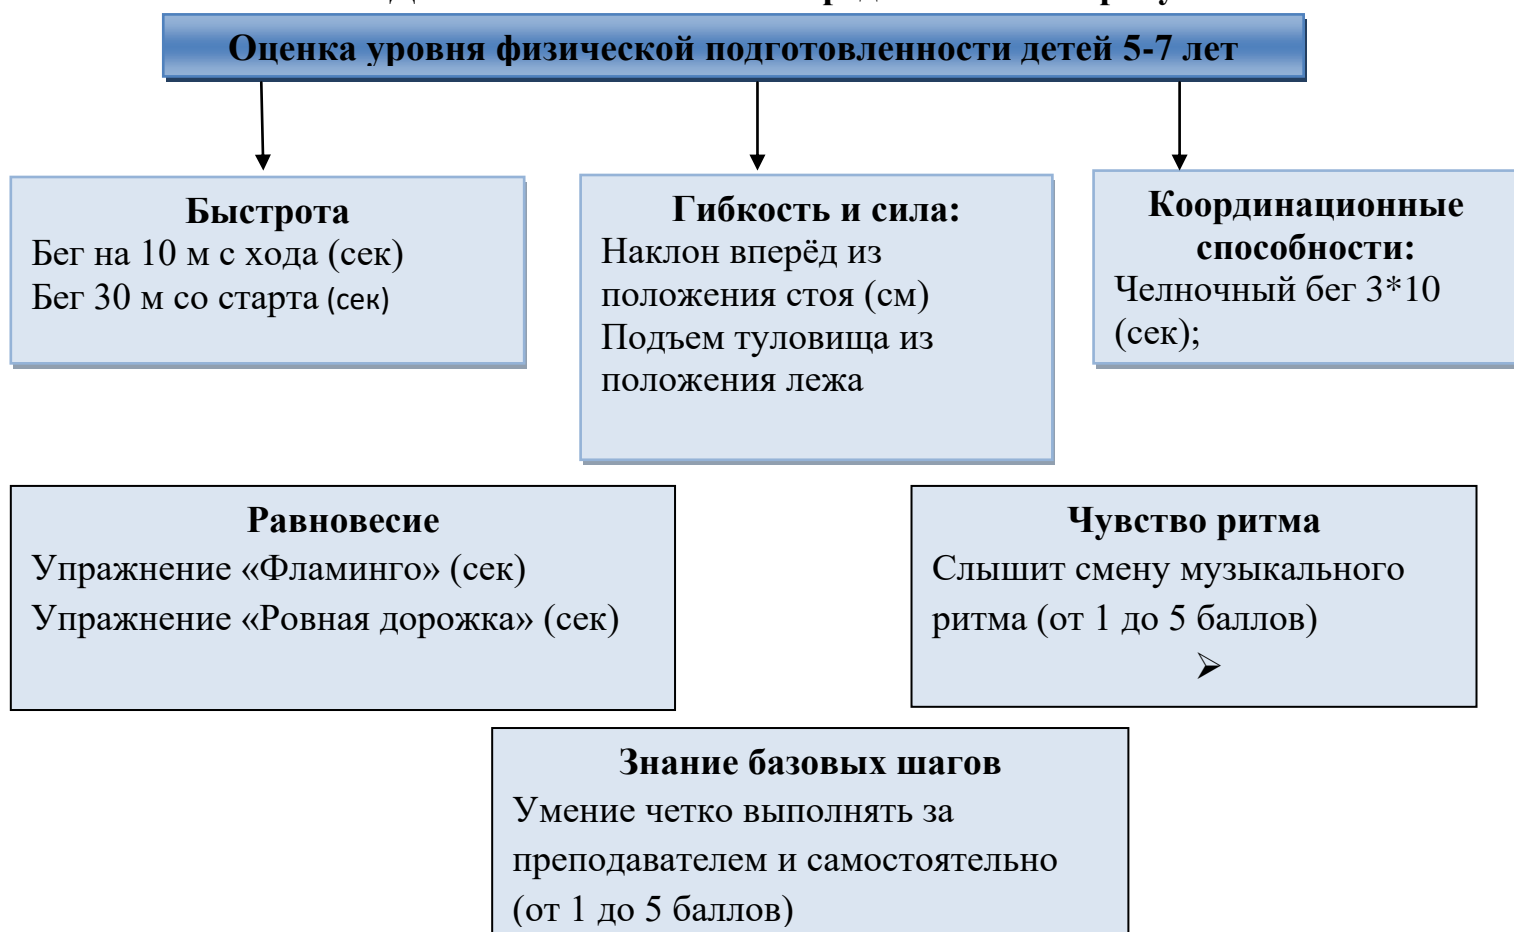 Оценка уровня физической подготовленности детей 5-7 лет
Быстрота
Бег на 10 м с хода (сек)
Бег 30 м со старта (сек)
Гибкость и сила:
Наклон вперёд из
положения стоя (см)
Подъем туловища из
положения лежа
Координационные
способности:
Челночный бег 3*10
(сек);
Равновесие
Упражнение «Фламинго» (сек)
Упражнение «Ровная дорожка» (сек)
Чувство ритма
Слышит смену музыкального
ритма (от 1 до 5 баллов)
➢
Знание базовых шагов
Умение четко выполнять за
преподавателем и самостоятельно
(от 1 до 5 баллов)